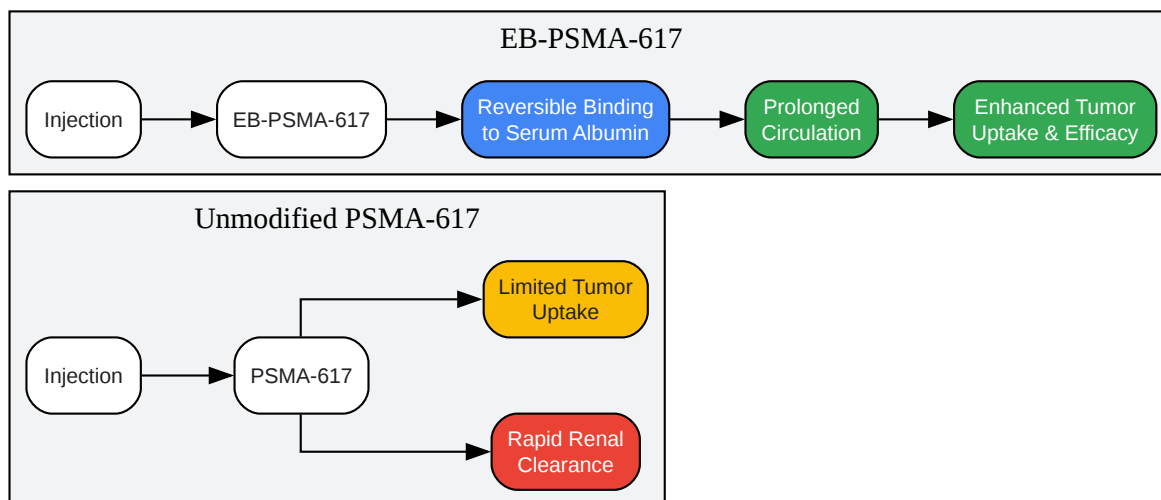 EB-PSMA-617
Injection
EB-PSMA-617
Reversible Binding
to Serum Albumin
Prolonged
Circulation
Enhanced Tumor
Uptake & Efficacy
Unmodified PSMA-617
Injection
PSMA-617
Limited Tumor
Uptake
Rapid Renal
Clearance